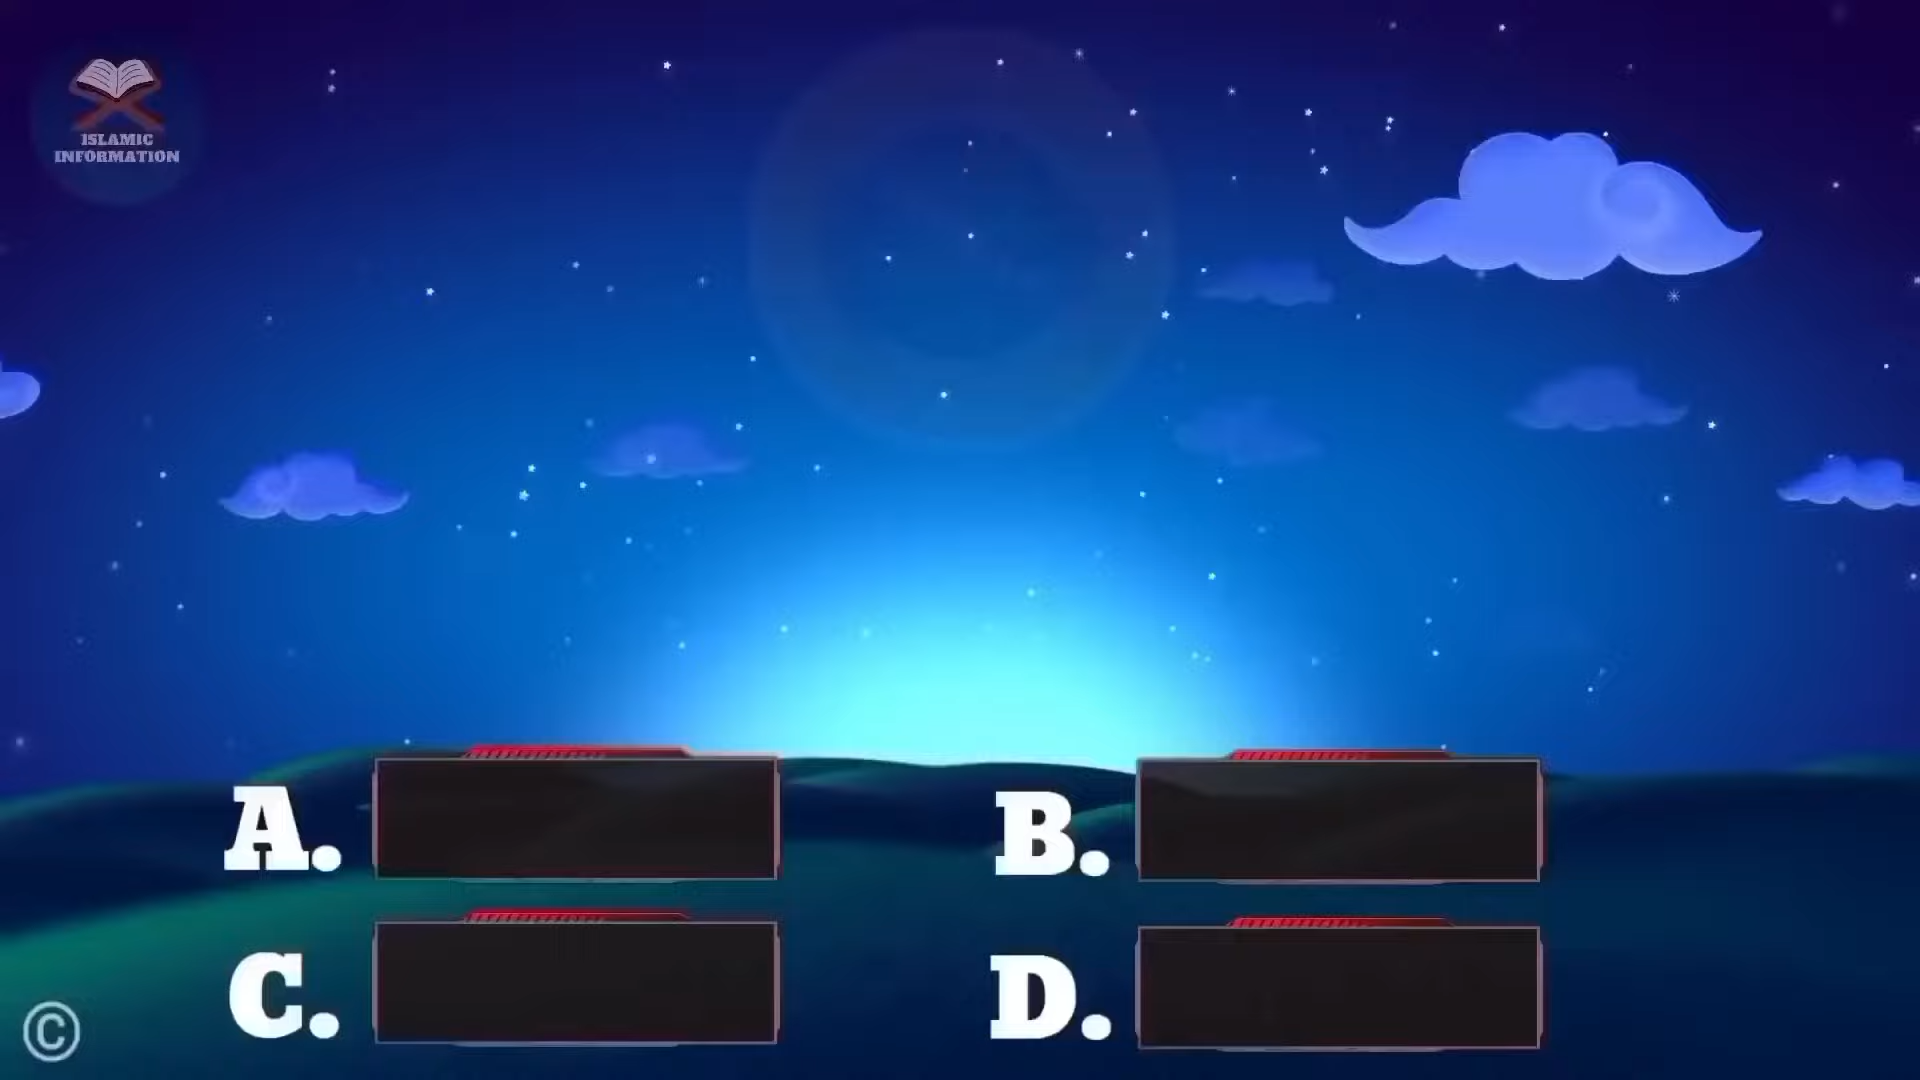 ISLAMIC
INFORMATION
A.
B.
C.
D.
©